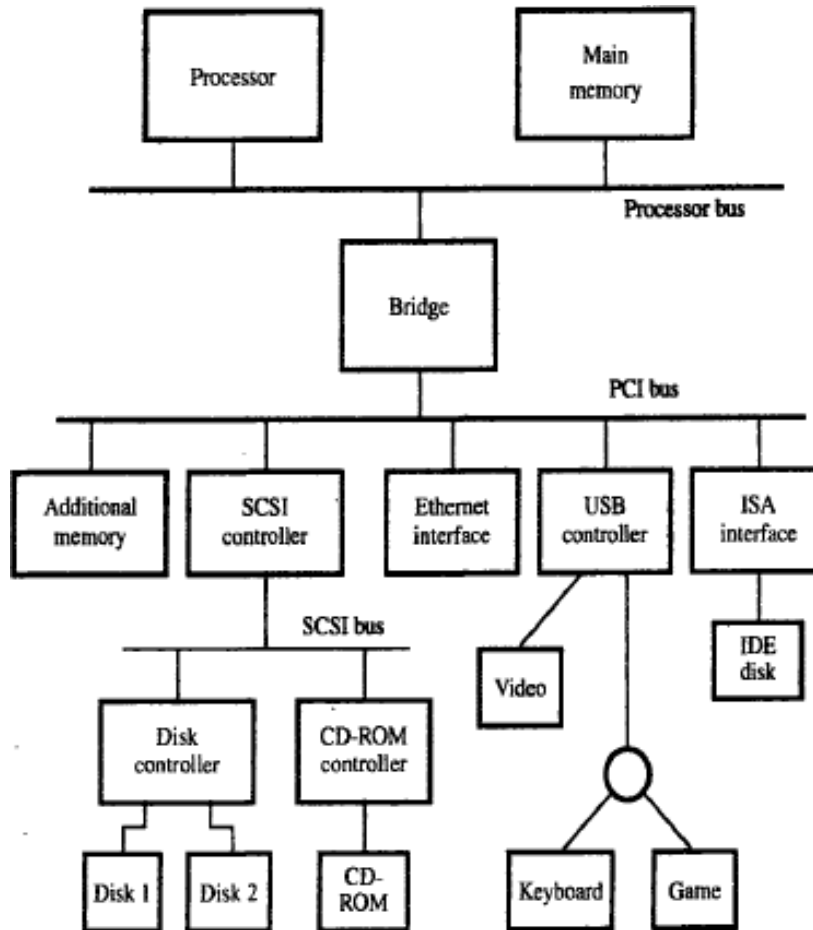 Processor
Main
memory
Processor bus
Bridge
PCI bus
Additional
memory
SCSI
controller
Ethernet
interface
USB
controller
ISA
interface
SCSI bus
Video
IDE
disk
Disk
controller
CD-ROM
controller
Disk 1
Disk 2
CD-
ROM
Keyboard
Game